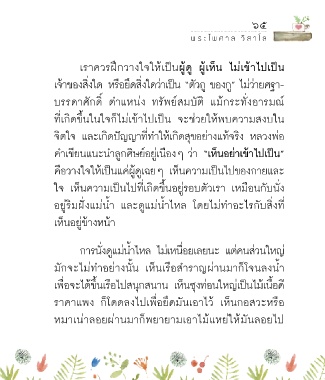 ๖๕
พระไพศาล วิสาโล
เราควรฝึกวางใจให้เป็นผู้ดู ผู้เห็น ไม่เข้าไปเป็น
เจ้าของสิ่งใด หรือยึดสิ่งใดว่าเป็น “ตัวกู ของกู” ไม่ว่ายศฐา-
บรรดาศักดิ์ ตำแหน่ง ทรัพย์สมบัติ แม้กระทั่งอารมณ์
ที่เกิดขึ้นในใจก็ไม่เข้าไปเป็น จะช่วยให้พบความสงบใน
จิตใจ และเกิดปัญญาที่ทำให้เกิดสุขอย่างแท้จริง หลวงพ่อ
คำเขียนแนะนำลูกศิษย์อยู่เนืองๆ ว่า “เห็นอย่าเข้าไปเป็น”
คือวางใจให้เป็นแค่ผู้ดูเฉยๆ เห็นความเป็นไปของกายและ
ใจ เห็นความเป็นไปที่เกิดขึ้นอยู่รอบตัวเรา เหมือนกับนั่ง
อยู่ริมฝั่งแม่น้ำ และดูแม่น้ำไหล โดยไม่ทำอะไรกับสิ่งที่
เห็นอยู่ข้างหน้า
การนั่งดูแม่น้ำไหล ไม่เหนื่อยเลยนะ แต่คนส่วนใหญ่
มักจะไม่ทำอย่างนั้น เห็นเรือสำราญผ่านมาก็โจนลงน้ำ
เพื่อจะได้ขึ้นเรือไปสนุกสนาน เห็นซุงท่อนใหญ่เป็นไม้เนื้อดี
ราคาแพง ก็โดดลงไปเพื่อยึดมันเอาไว้ เห็นกอสวะหรือ
หมาเน่าลอยผ่านมาก็พยายามเอาไม้แหย่ให้มันลอยไป